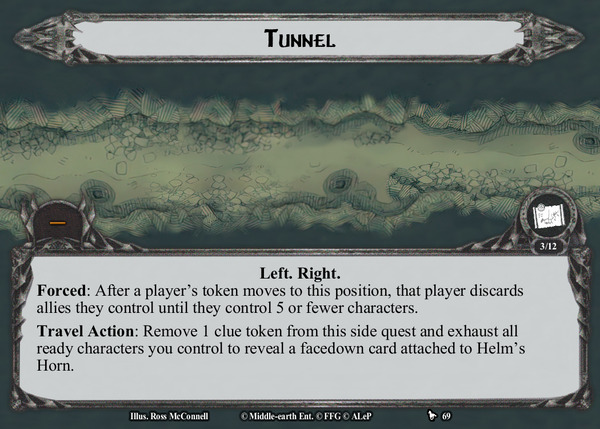 TUNNEL
3/12
Left. Right.
Forced: After a player's token moves to this position, that player discards
allies they control until they control 5 or fewer characters.
Travel Action: Remove 1 clue token from this side quest and exhaust all
ready characters you control to reveal a facedown card attached to Helm's
Horn.
Illus. Ross McConnell © Middle-earth Ent. © FFG © ALeP 69